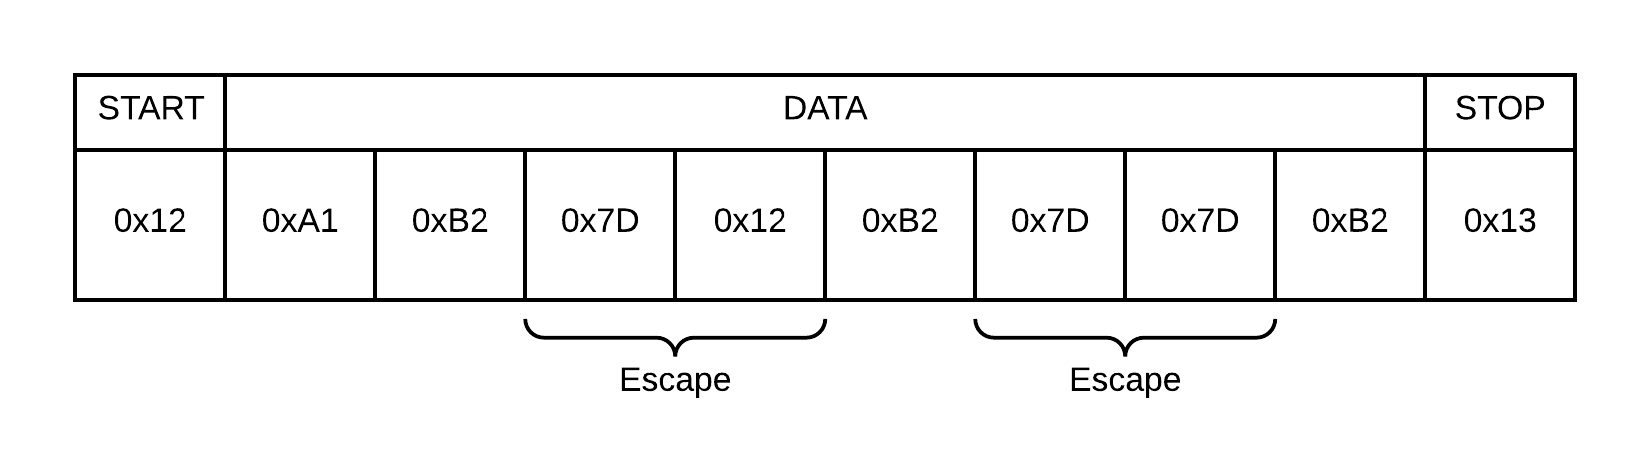 START DATA STOP
0x12 0xA1 0xB2 0x7D 0x12 0xB2 0x7D 0x7D 0xB2 0x13
Escape Escape